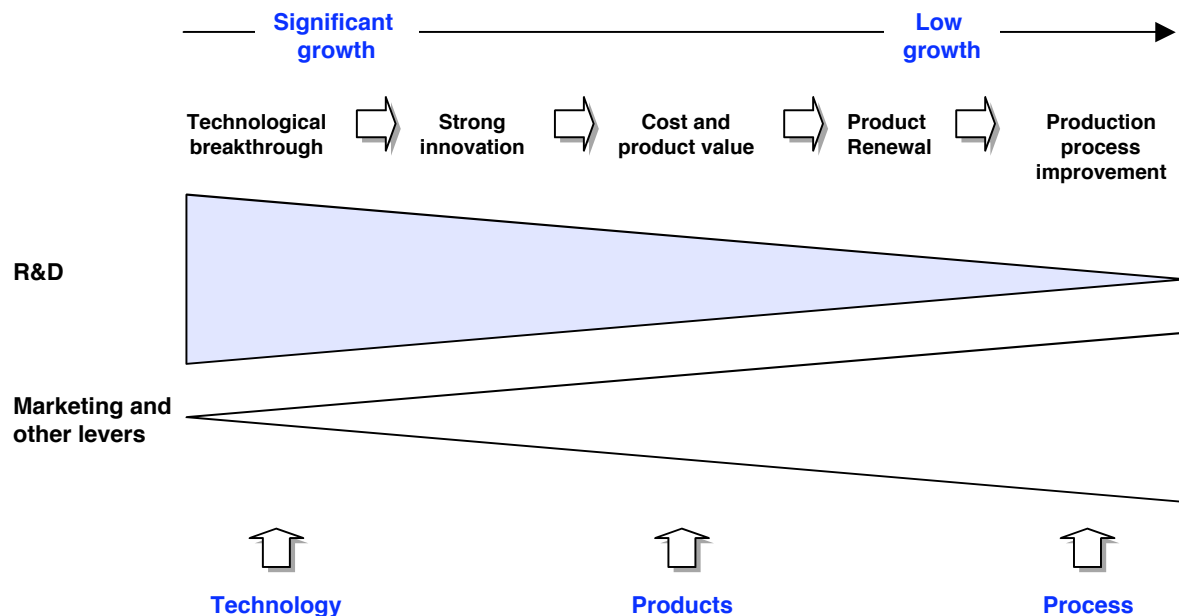 Significant
growth
Low
growth
Technological
breakthrough
Strong
innovation
Cost and
product value
Product
Renewal
Production
process
improvement
R&D
Marketing and
other levers
Technology
Products
Process